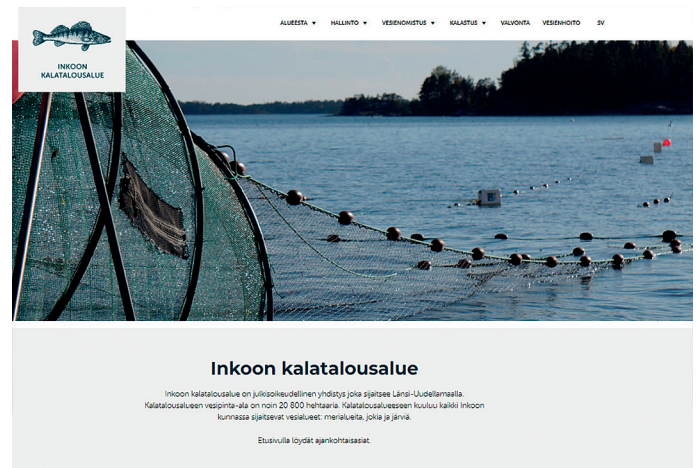 ALUEESTA HALLINTO VESIENOMISTUS KALASTUS VALVONTA VESIENHOITO SV
INKOON
KALATALOUSALUE
Inkoon kalatalousalue
Inkoon kalatalousalue on julkisoikeudellinen yhdistys joka sijaitsee Länsi-Uudellamaalla.
Kalatalousalueen vesipinta-ala on noin 20 800 hehtaaria. Kalatalousalueeseen kuuluu kaikki Inkoon
kunnassa sijaitsevat vesialueet: merialueita, jokia ja järviä.
Etusivulla löydät ajankohtaisasiat.